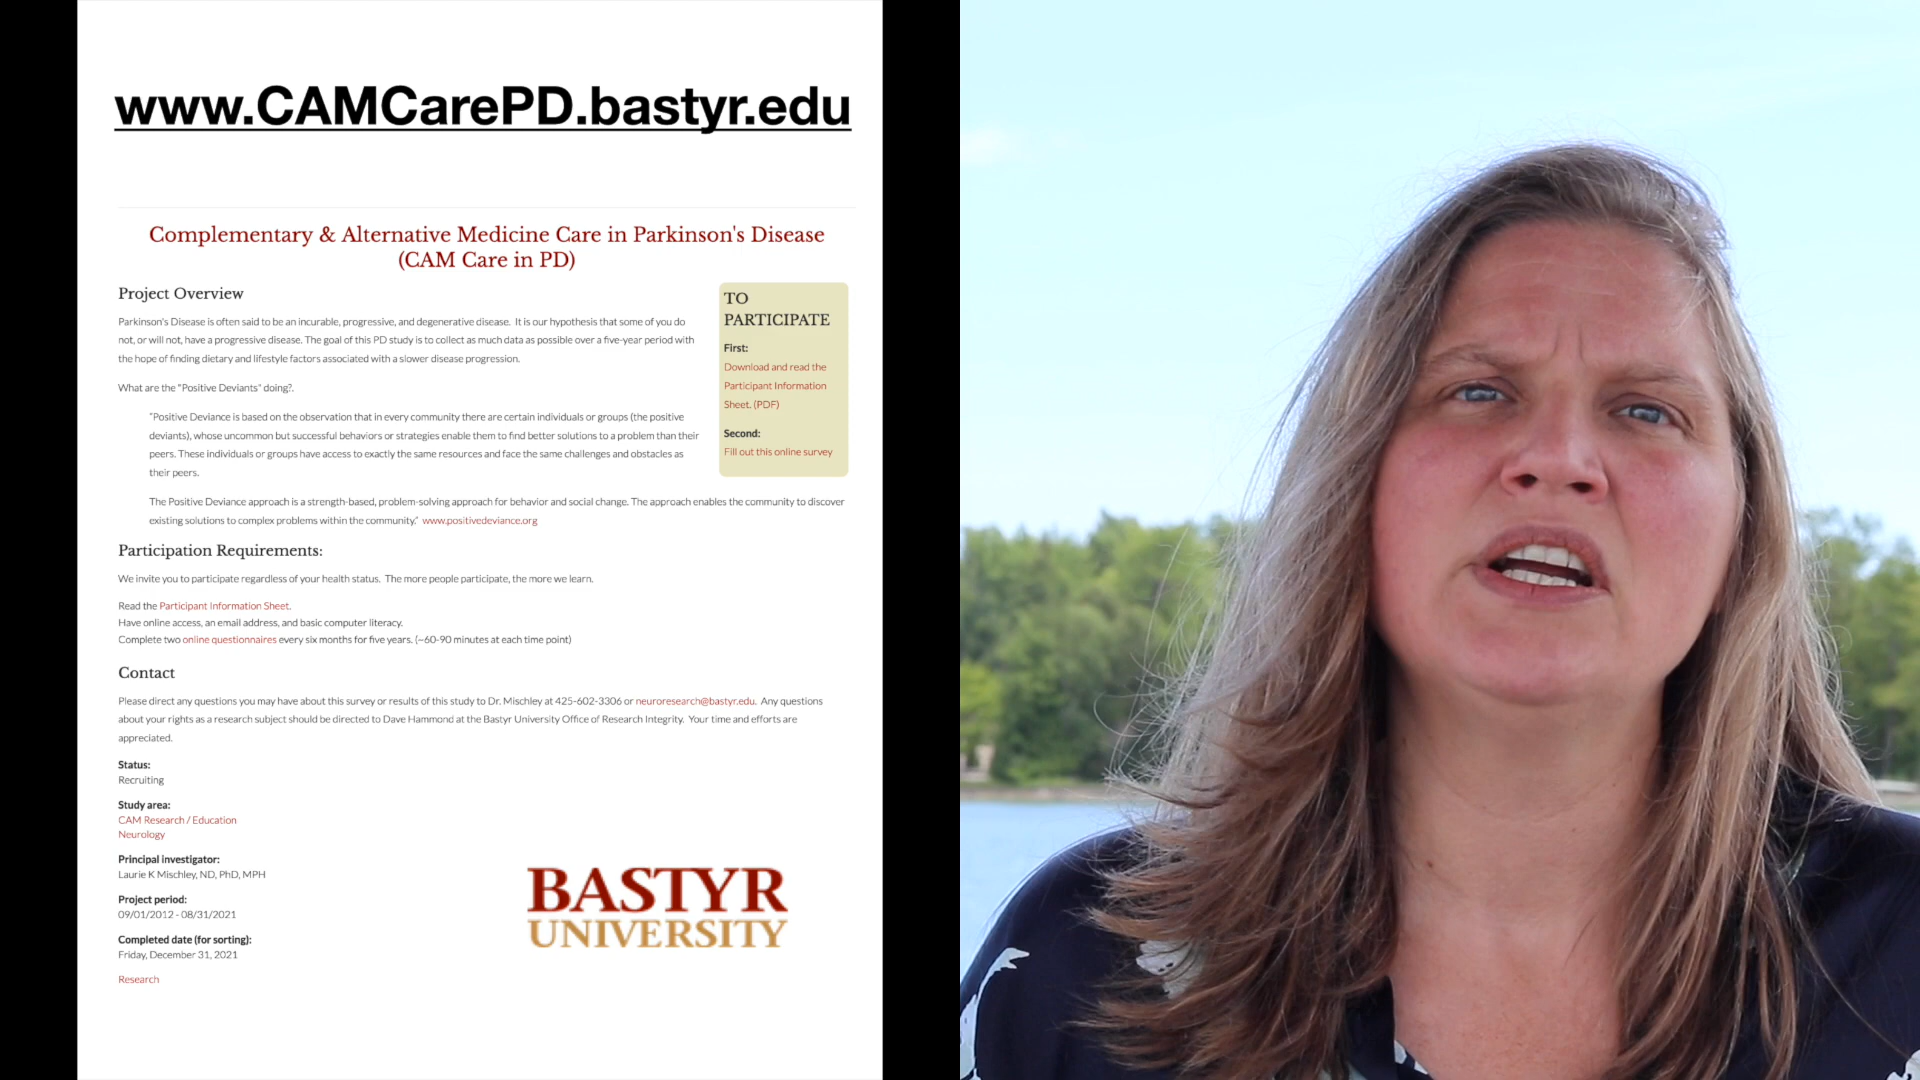 www.CAMCarePD.bastyr.edu
Complementary & Alternative Medicine Care in Parkinson's Disease
(CAM Care in PD)
Project Overview
Parkinson's Disease is often said to be an incurable, progressive, and degenerative disease.  It is our hypothesis that some of you do
not, or will not, have a progressive disease. The goal of this PD study is to collect as much data as possible over a five-year period with
the hope of finding dietary and lifestyle factors associated with a slower disease progression.
What are the "Positive Deviants" doing?.
"Positive Deviance is based on the observation that in every community there are certain individuals or groups (the positive
deviants), whose uncommon but successful behaviors or strategies enable them to find better solutions to a problem than their
peers. These individuals or groups have access to exactly the same resources and face the same challenges and obstacles as
their peers.
The Positive Deviance approach is a strength-based, problem-solving approach for behavior and social change. The approach enables the community to discover
existing solutions to complex problems within the community."  www.positivedeviance.org
TO
PARTICIPATE
First:
Download and read the
Participant Information
Sheet. (PDF)
Second:
Fill out this online survey
Participation Requirements:
We invite you to participate regardless of your health status.  The more people participate, the more we learn.
Read the Participant Information Sheet.
Have online access, an email address, and basic computer literacy.
Complete two online questionnaires every six months for five years. (~60-90 minutes at each time point)
Contact
Please direct any questions you may have about this survey or results of this study to Dr. Mischley at 425-602-3306 or neuroresearch@bastyr.edu.  Any questions
about your rights as a research subject should be directed to Dave Hammond at the Bastyr University Office of Research Integrity.  Your time and efforts are
appreciated.
Status:
Recruiting
Study area:
CAM Research / Education
Neurology
Principal investigator:
Laurie K Mischley, ND, PhD, MPH
Project period:
09/01/2012 - 08/31/2021
Completed date (for sorting):
Friday, December 31, 2021
Research
BASTYR
UNIVERSITY